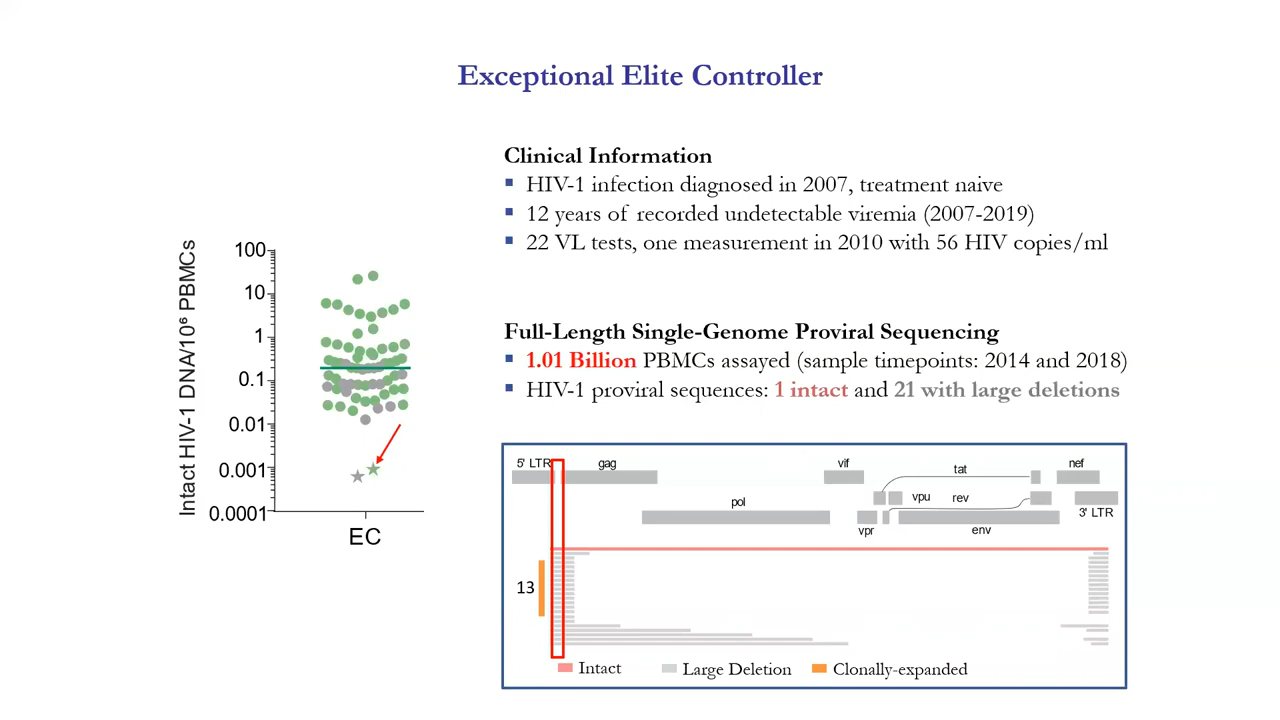 Exceptional Elite Controller
Clinical Information
▪ HIV-1 infection diagnosed in 2007, treatment naive
▪ 12 years of recorded undetectable viremia (2007-2019)
▪ 22 VL tests, one measurement in 2010 with 56 HIV copies/ml
Intact HIV-1 DNA/10⁶ PBMCs
100
10
1
0.1
0.01
0.001
0.0001
EC
Full-Length Single-Genome Proviral Sequencing
▪ 1.01 Billion PBMCs assayed (sample timepoints: 2014 and 2018)
▪ HIV-1 proviral sequences: 1 intact and 21 with large deletions
5' LTR gag vif tat nef
pol vpu rev
vpr env 3' LTR
13
Intact Large Deletion Clonally-expanded